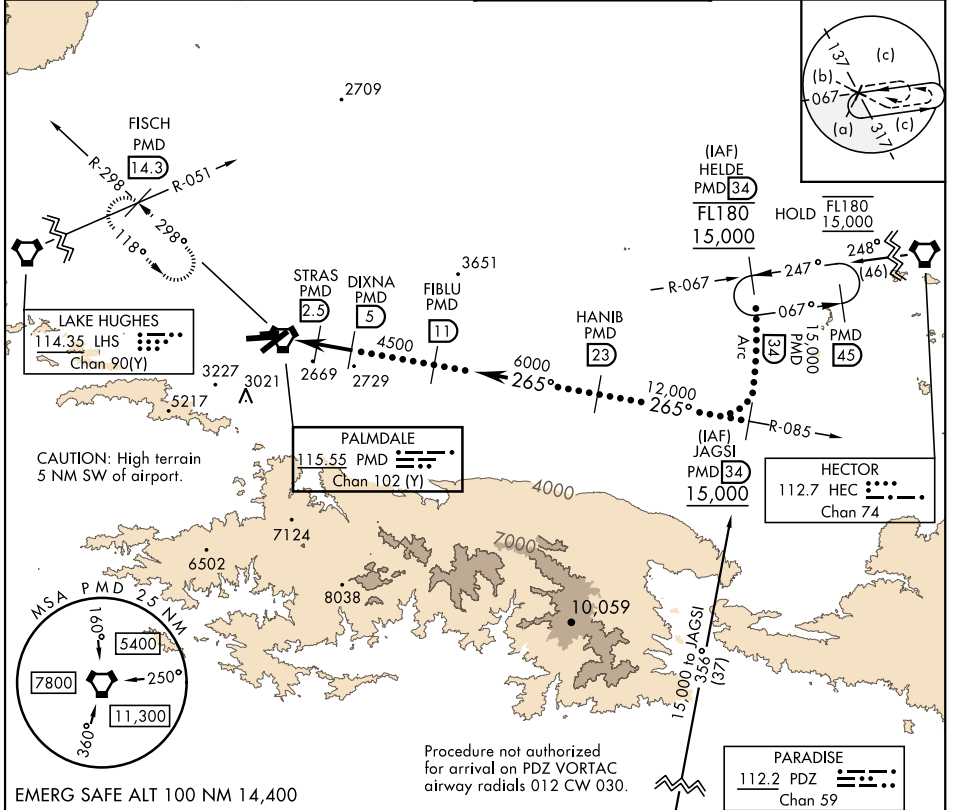 2709
FISCH
PMD
14.3
R-298
R-051
298°
118°
LAKE HUGHES
114.35 LHS
Chan 90(Y)
3227
3021
5217
2669
2729
3651
STRAS
PMD
2.5
DIXNA
PMD
5
FIBLU
PMD
11
4500
6000
265°
HANIB
PMD
23
12,000
265°
(IAF)
HELDE
PMD 34
FL180
15,000
HOLD
FL180
15,000
248°
(46)
R-067
247°
067°
Arc
34
PMD
15,000
PMD
45
R-085
(IAF)
JAGSI
PMD 34
15,000
HECTOR
112.7 HEC
Chan 74
137
(c)
(b)
067
(a)
(c)
317
CAUTION: High terrain
5 NM SW of airport.
PALMDALE
115.55 PMD
Chan 102 (Y)
4000
7000
7124
6502
8038
10,059
MSA PMD 25 NM
160°
5400
7800
250°
11,300
360°
15,000 to JAGSI
356°
(37)
Procedure not authorized
for arrival on PDZ VORTAC
airway radials 012 CW 030.
PARADISE
112.2 PDZ
Chan 59
EMERG SAFE ALT 100 NM 14,400